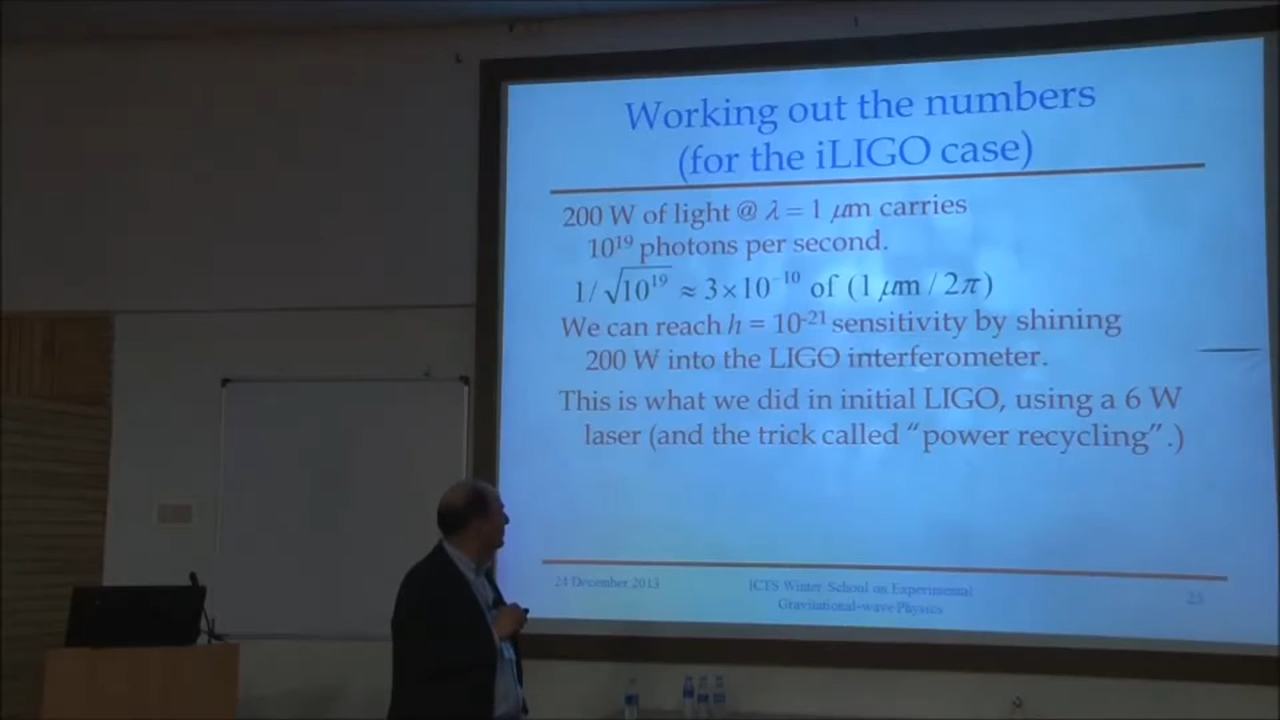 Working out the numbers
(for the iLIGO case)
200 W of light @ λ = 1 μm carries
10¹⁹ photons per second.
1/√10¹⁹ ≈ 3×10⁻¹⁰ of (1 μm / 2π)
We can reach h = 10⁻²¹ sensitivity by shining
200 W into the LIGO interferometer.
This is what we did in initial LIGO, using a 6 W
laser (and the trick called “power recycling”.)
24 December 2013
ICTS Winter School on Experimental
Gravitational-wave Physics